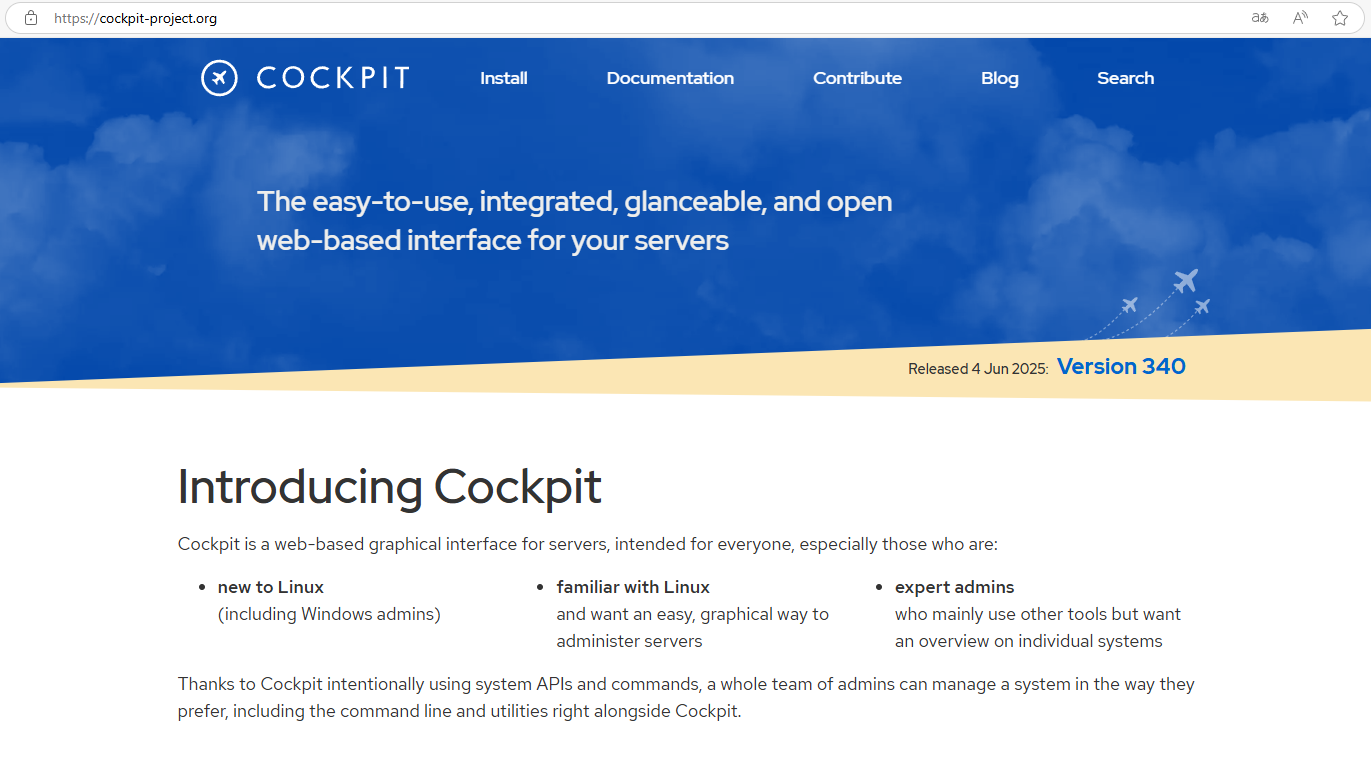 https://cockpit-project.org
aあ
A
COCKPIT
Install
Documentation
Contribute
Blog
Search
The easy-to-use, integrated, glanceable, and open
web-based interface for your servers
Released 4 Jun 2025: Version 340
Introducing Cockpit
Cockpit is a web-based graphical interface for servers, intended for everyone, especially those who are:
• new to Linux
(including Windows admins)
• familiar with Linux
and want an easy, graphical way to
administer servers
• expert admins
who mainly use other tools but want
an overview on individual systems
Thanks to Cockpit intentionally using system APIs and commands, a whole team of admins can manage a system in the way they
prefer, including the command line and utilities right alongside Cockpit.